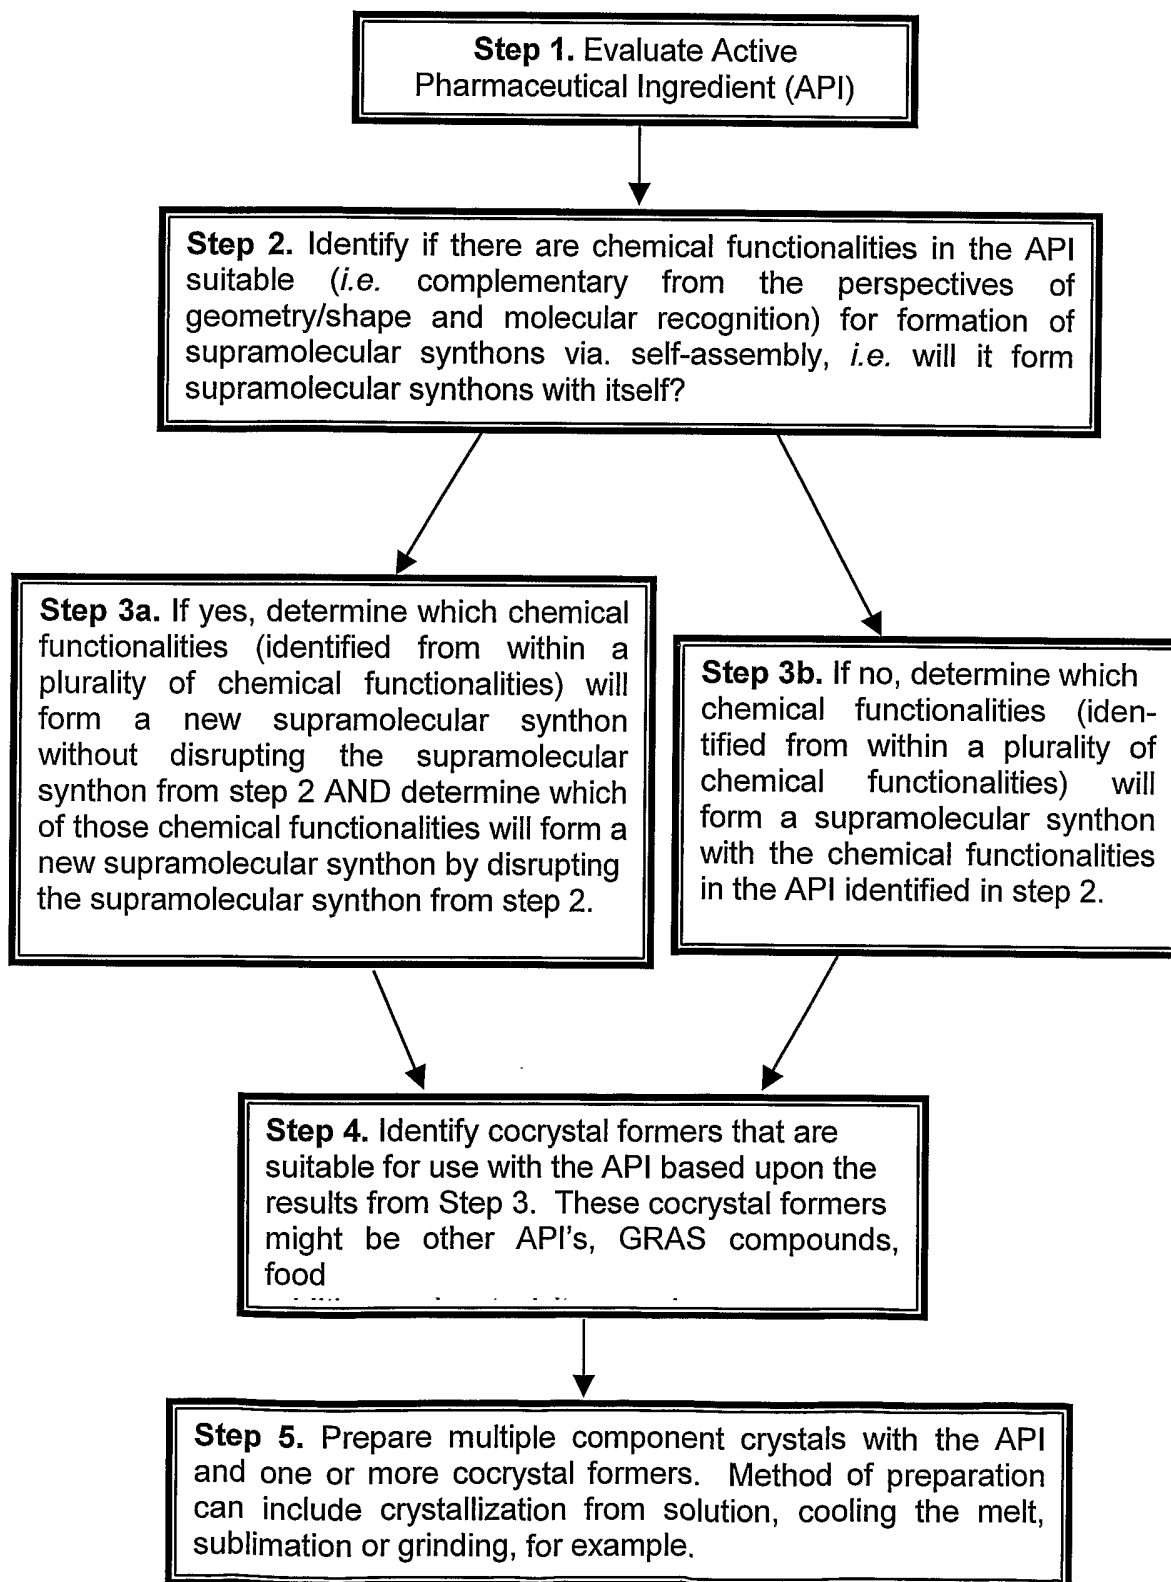 Step 1. Evaluate Active
Pharmaceutical Ingredient (API)
Step 2. Identify if there are chemical functionalities in the API
suitable (i.e. complementary from the perspectives of
geometry/shape and molecular recognition) for formation of
supramolecular synthons via. self-assembly, i.e. will it form
supramolecular synthons with itself?
Step 3a. If yes, determine which chemical
functionalities (identified from within a
plurality of chemical functionalities) will
form a new supramolecular synthon
without disrupting the supramolecular
synthon from step 2 AND determine which
of those chemical functionalities will form a
new supramolecular synthon by disrupting
the supramolecular synthon from step 2.
Step 3b. If no, determine which
chemical functionalities (iden-
tified from within a plurality of
chemical functionalities) will
form a supramolecular synthon
with the chemical functionalities
in the API identified in step 2.
Step 4. Identify cocrystal formers that are
suitable for use with the API based upon the
results from Step 3. These cocrystal formers
might be other API's, GRAS compounds,
food
Step 5. Prepare multiple component crystals with the API
and one or more cocrystal formers. Method of preparation
can include crystallization from solution, cooling the melt,
sublimation or grinding, for example.